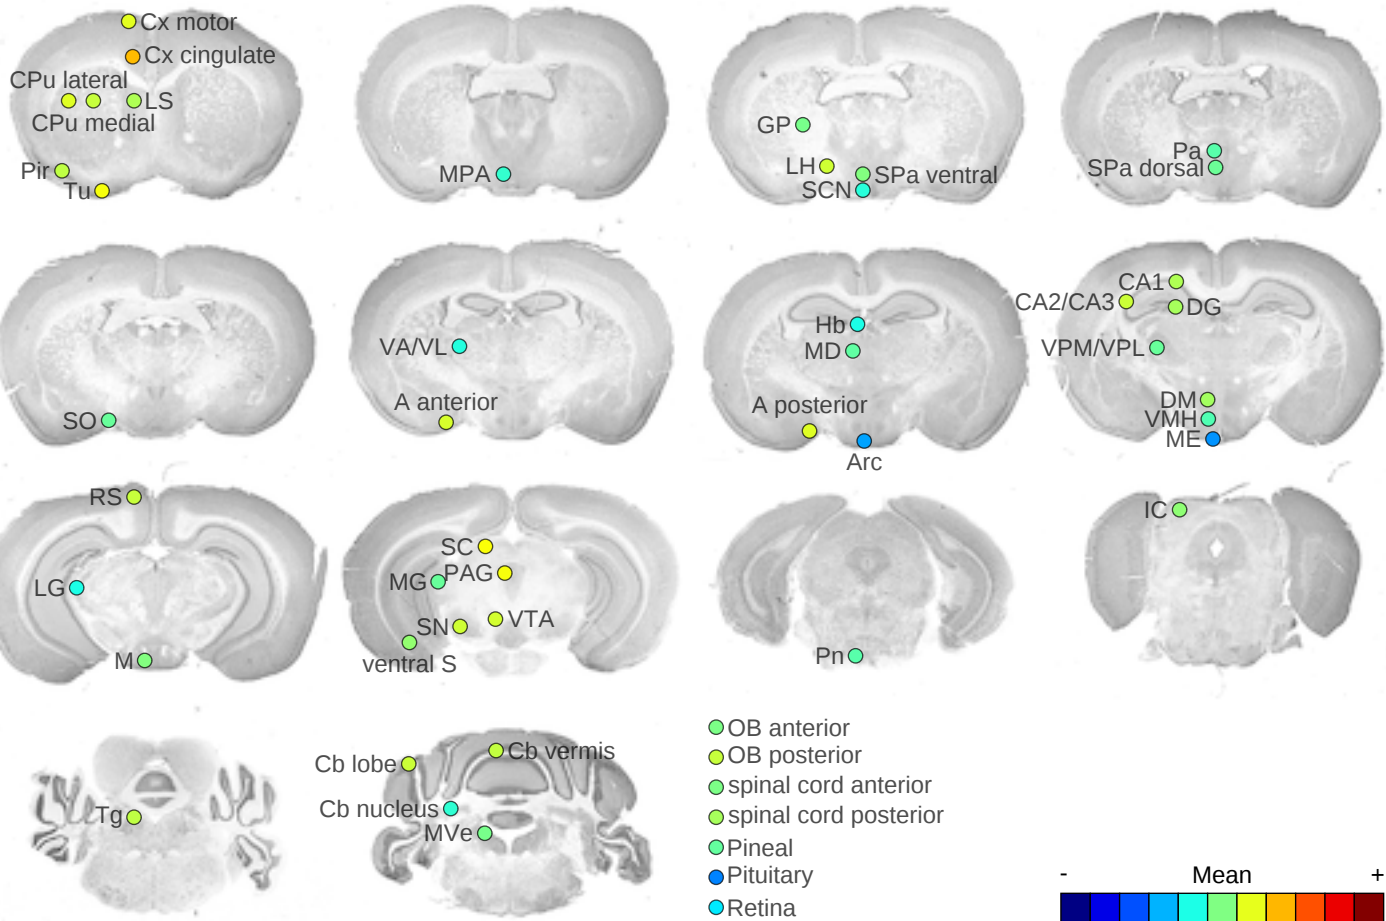 Cx motor
Cx cingulate
CPu lateral
LS
CPu medial
Pir
Tu
MPA
GP
LH
SPa ventral
SCN
Pa
SPa dorsal
SO
VA/VL
A anterior
Hb
MD
A posterior
Arc
CA1
CA2/CA3
DG
VPM/VPL
DM
VMH
ME
RS
LG
M
SC
MG
PAG
SN
VTA
ventral S
Pn
IC
Tg
Cb lobe
Cb vermis
Cb nucleus
MVe
OB anterior
OB posterior
spinal cord anterior
spinal cord posterior
Pineal
Pituitary
Retina
- Mean +